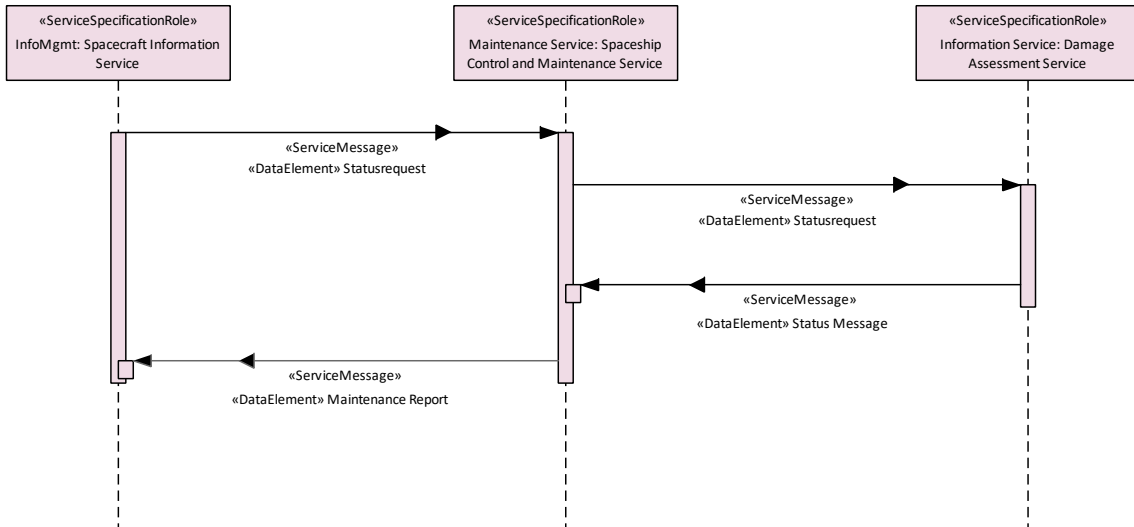 «ServiceSpecificationRole»
InfoMgmt: Spacecraft Information
Service
«ServiceSpecificationRole»
Maintenance Service: Spaceship
Control and Maintenance Service
«ServiceSpecificationRole»
Information Service: Damage
Assessment Service
«ServiceMessage»
«DataElement» Statusrequest
«ServiceMessage»
«DataElement» Statusrequest
«ServiceMessage»
«DataElement» Status Message
«ServiceMessage»
«DataElement» Maintenance Report